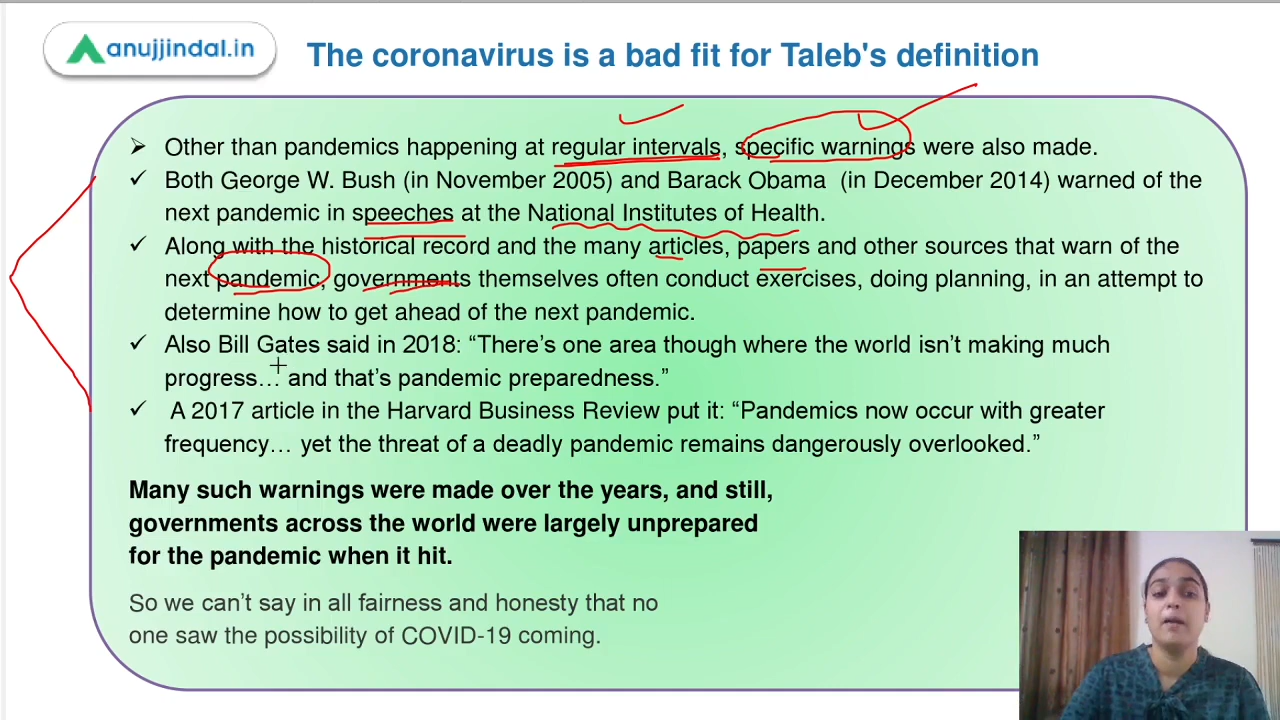 anujjindal.in
The coronavirus is a bad fit for Taleb's definition
➢ Other than pandemics happening at regular intervals, specific warnings were also made.
✓ Both George W. Bush (in November 2005) and Barack Obama (in December 2014) warned of the
next pandemic in speeches at the National Institutes of Health.
✓ Along with the historical record and the many articles, papers and other sources that warn of the
next pandemic, governments themselves often conduct exercises, doing planning, in an attempt to
determine how to get ahead of the next pandemic.
✓ Also Bill Gates said in 2018: “There’s one area though where the world isn’t making much
progress… and that’s pandemic preparedness.”
✓ A 2017 article in the Harvard Business Review put it: “Pandemics now occur with greater
frequency… yet the threat of a deadly pandemic remains dangerously overlooked.”
Many such warnings were made over the years, and still,
governments across the world were largely unprepared
for the pandemic when it hit.
So we can’t say in all fairness and honesty that no
one saw the possibility of COVID-19 coming.